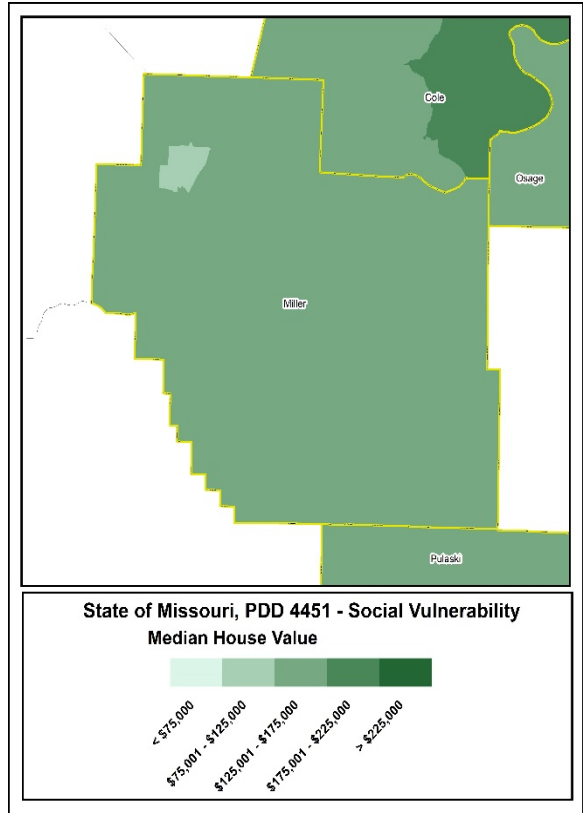 Cole
Osage
Miller
Pulaski
State of Missouri, PDD 4451 - Social Vulnerability
Median House Value
< $75,000
$75,001 - $125,000
$125,001 - $175,000
$175,001 - $225,000
> $225,000